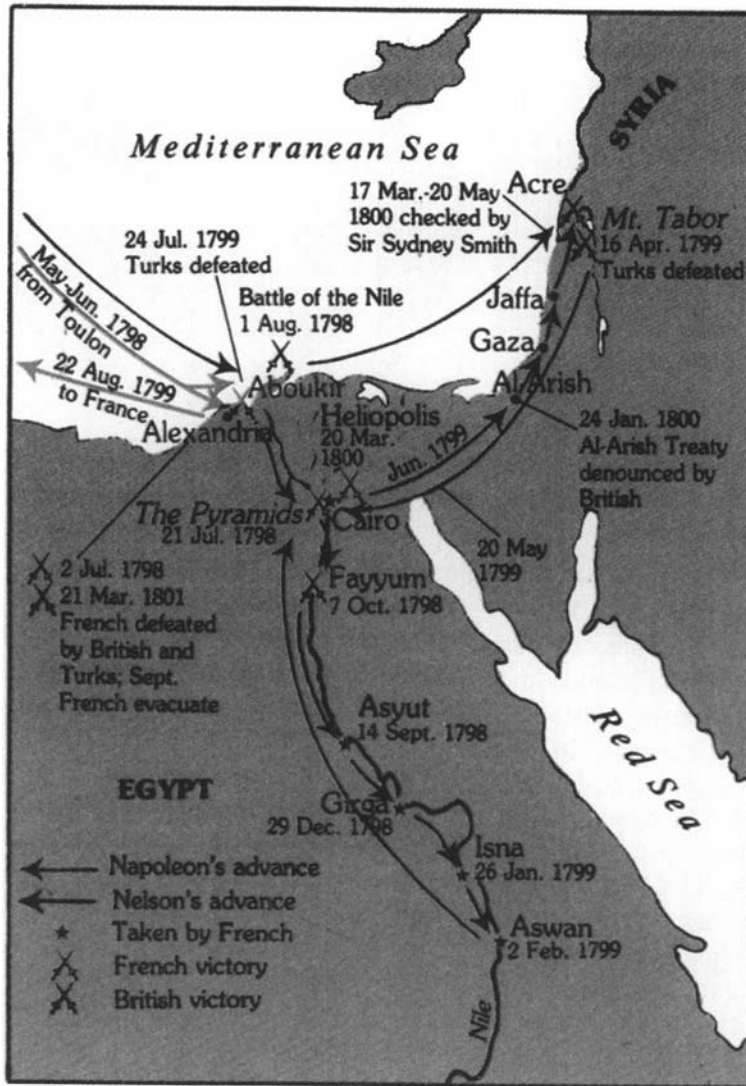 SYRIA
Mediterranean Sea
Acre
17 Mar.-20 May
1800 checked by
Sir Sydney Smith
Mt. Tabor
16 Apr. 1799
Turks defeated
24 Jul. 1799
Turks defeated
May-Jun. 1798
from Toulon
Battle of the Nile
1 Aug. 1798
Jaffa
Gaza
22 Aug. 1799
to France
Aboukir
Al-Arish
Alexandria
Heliopolis
20 Mar.
1800
Jun. 1799
24 Jan. 1800
Al-Arish Treaty
denounced by
British
The Pyramids
21 Jul. 1798
Cairo
20 May
1799
2 Jul. 1798
21 Mar. 1801
French defeated
by British and
Turks; Sept.
French evacuate
Fayyum
7 Oct. 1798
Asyut
14 Sept. 1798
Red Sea
EGYPT
Girga
29 Dec. 1798
Isna
26 Jan. 1799
Napoleon's advance
Nelson's advance
Taken by French
French victory
British victory
Aswan
2 Feb. 1799
Nile